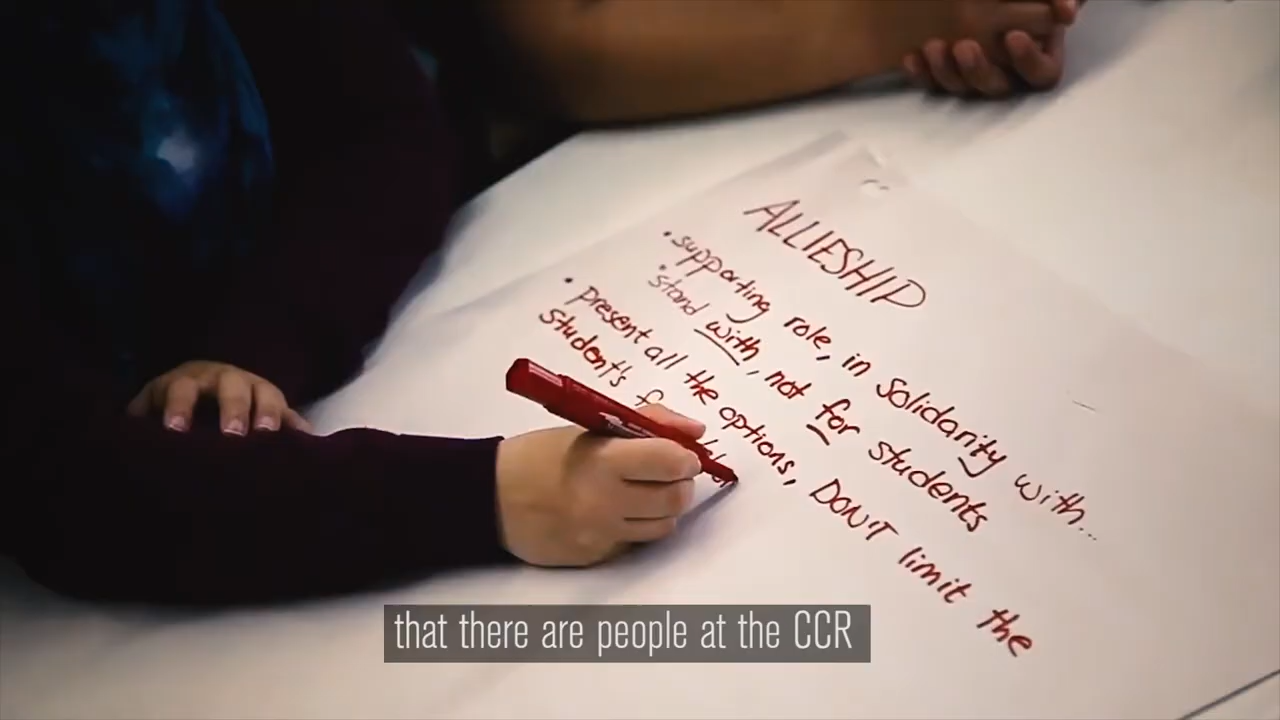 ALLIESHIP
• supporting role, in Solidarity with...
• stand with, not for students
• present all the options, DON'T limit the
Student's
that there are people at the CCR